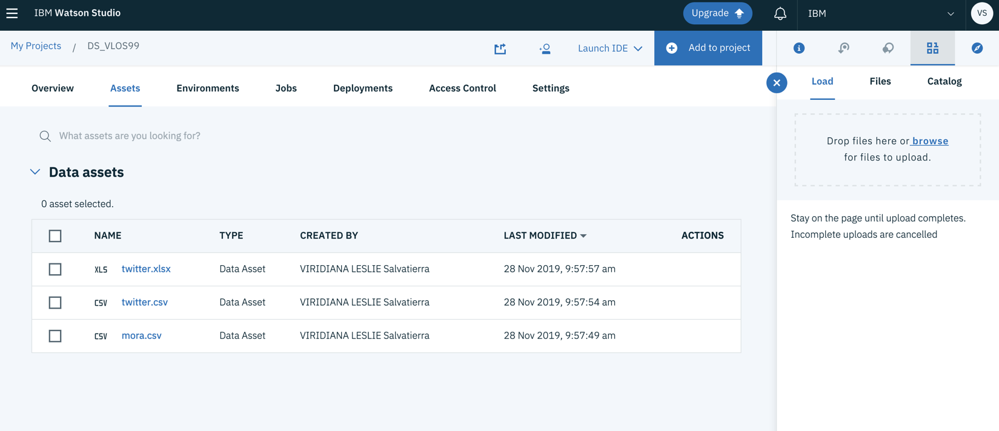 IBM Watson Studio
Upgrade
IBM
VS
My Projects / DS_VLOS99
Launch IDE
Add to project
Overview
Assets
Environments
Jobs
Deployments
Access Control
Settings
Load
Files
Catalog
What assets are you looking for?
Drop files here or browse
for files to upload.
Data assets
0 asset selected.
Stay on the page until upload completes.
Incomplete uploads are cancelled
NAME TYPE CREATED BY LAST MODIFIED ACTIONS
XLS twitter.xlsx Data Asset VIRIDIANA LESLIE Salvatierra 28 Nov 2019, 9:57:57 am
CSV twitter.csv Data Asset VIRIDIANA LESLIE Salvatierra 28 Nov 2019, 9:57:54 am
CSV mora.csv Data Asset VIRIDIANA LESLIE Salvatierra 28 Nov 2019, 9:57:49 am